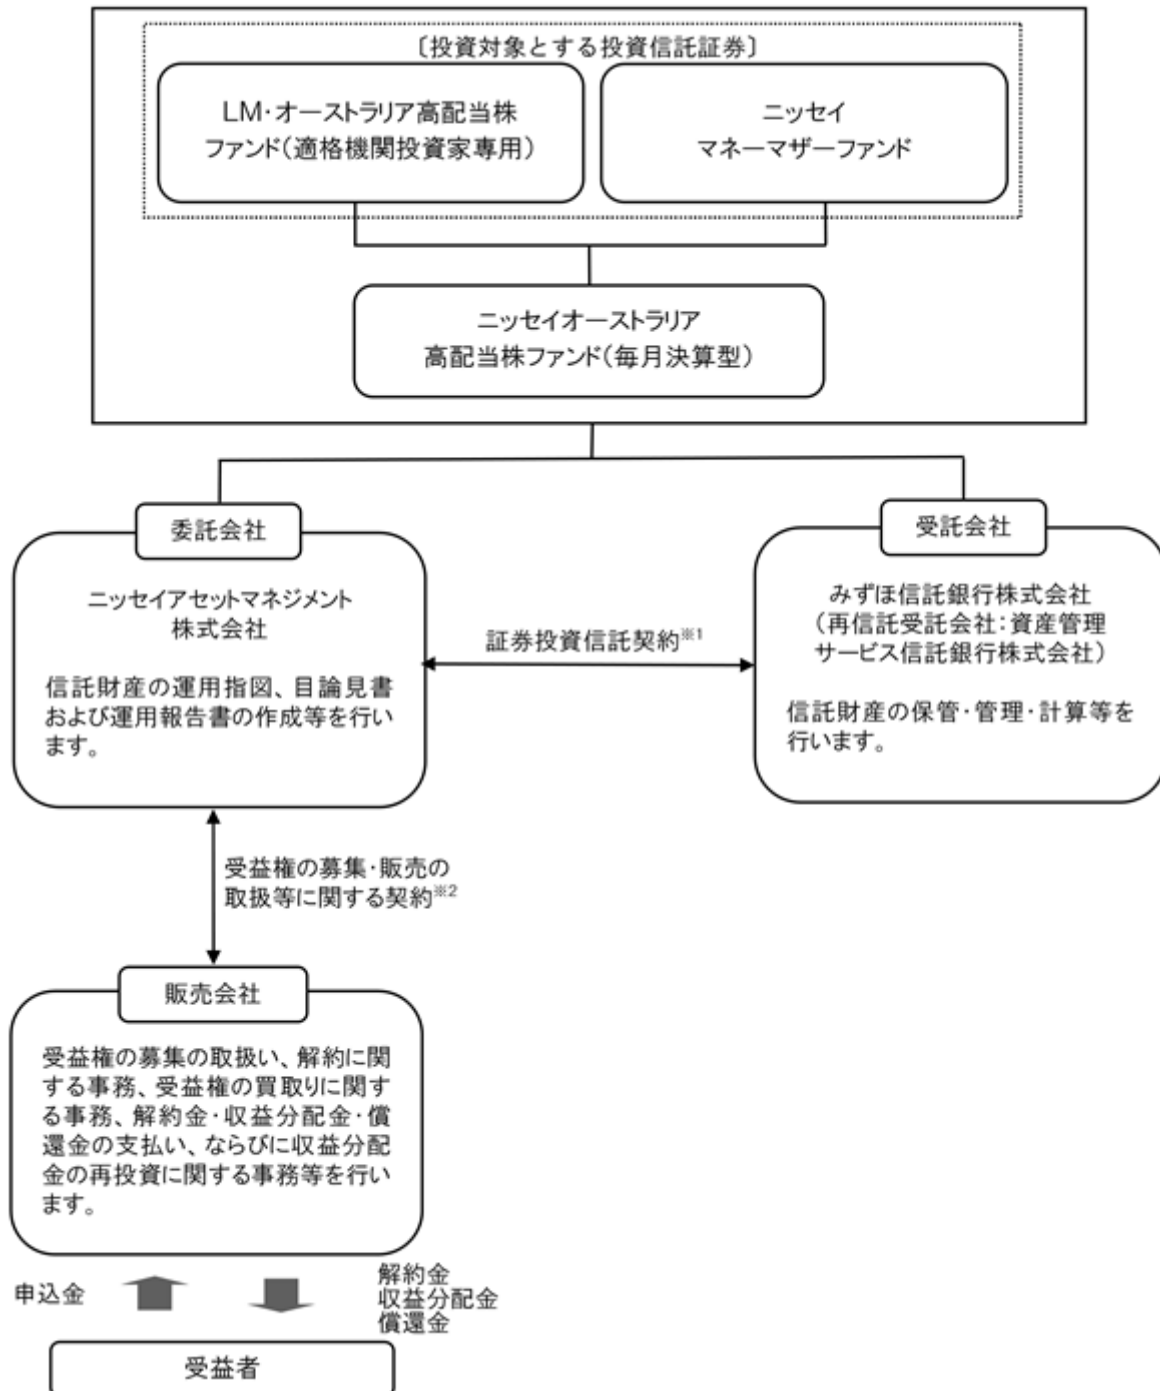 〔投資対象とする投資信託証券〕
LM・オーストラリア高配当株
ファンド（適格機関投資家専用）
ニッセイ
マネーマザーファンド
ニッセイオーストラリア
高配当株ファンド（毎月決算型）
委託会社
ニッセイアセットマネジメント
株式会社
信託財産の運用指図、目論見書
および運用報告書の作成等を行い
ます。
証券投資信託契約※1
受託会社
みずほ信託銀行株式会社
（再信託受託会社：資産管理
サービス信託銀行株式会社）
信託財産の保管・管理・計算等を
行います。
受益権の募集・販売の
取扱等に関する契約※2
販売会社
受益権の募集の取扱い、解約に関
する事務、受益権の買取りに関す
る事務、解約金・収益分配金・償
還金の支払い、ならびに収益分配
金の再投資に関する事務等を行い
ます。
申込金
解約金
収益分配金
償還金
受益者